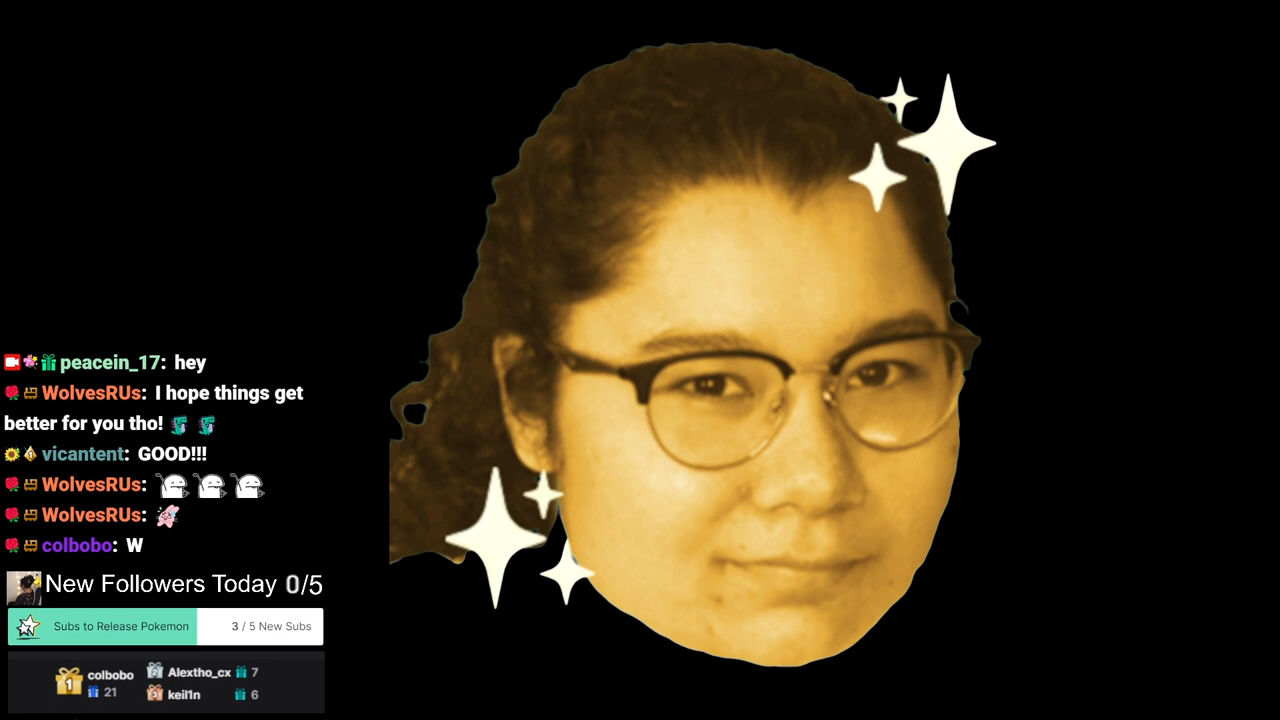 peacein_17: hey
WolvesRUs: I hope things get
better for you tho!
vicantent: GOOD!!!
WolvesRUs:
WolvesRUs:
colbobo: W
New Followers Today 0/5
Subs to Release Pokemon 3 / 5 New Subs
1 colbobo 21
Alextho_cx 7
keil1n 6